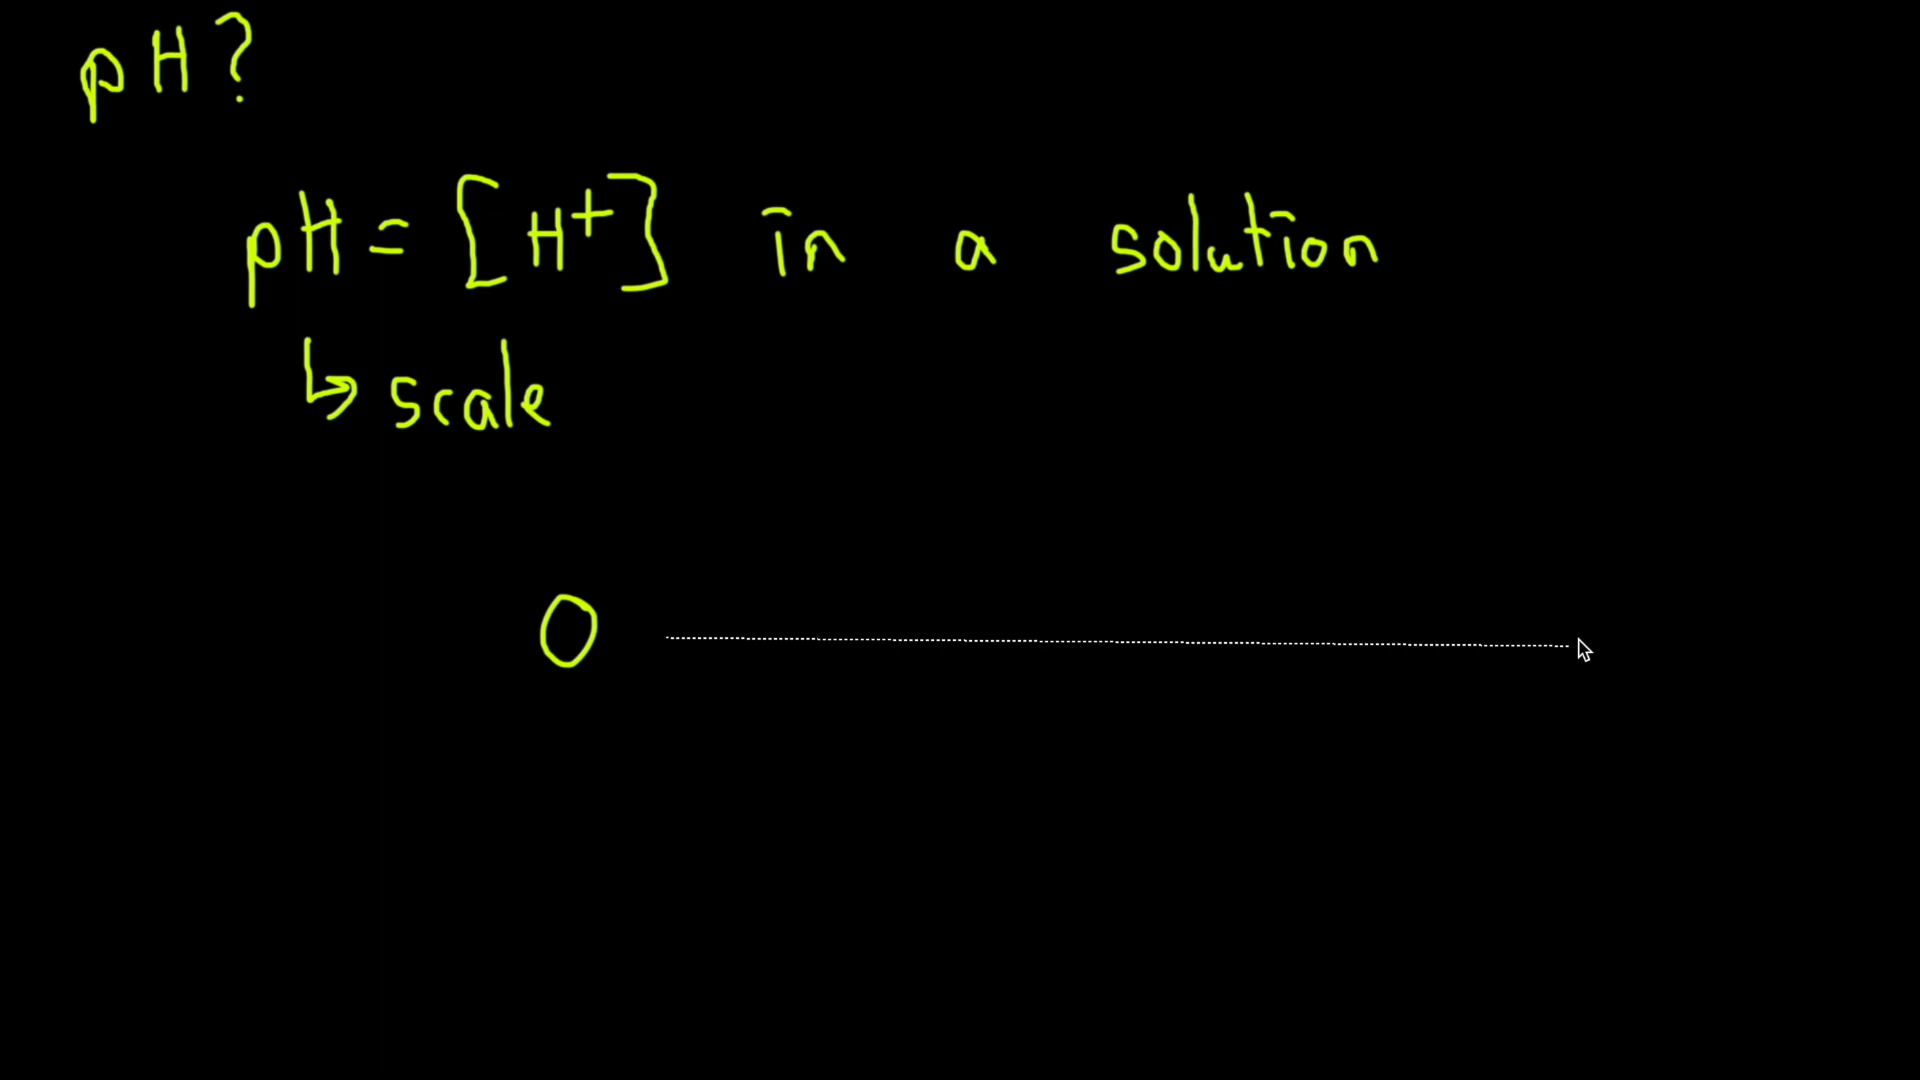 pH?
pH = [H⁺] in a solution
↳ scale
0